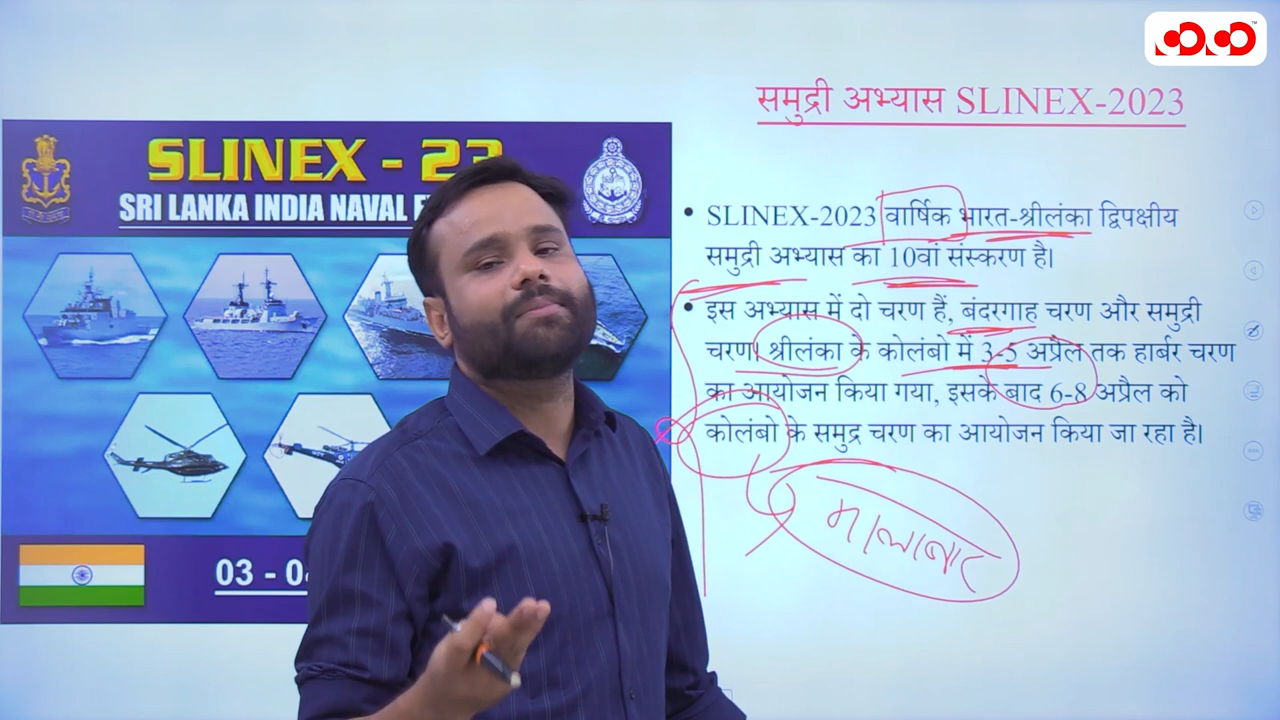 समुद्री अभ्यास SLINEX-2023
SLINEX - 23
SRI LANKA INDIA NAVAL
• SLINEX-2023 वार्षिक भारत-श्रीलंका द्विपक्षीय
समुद्री अभ्यास का 10वां संस्करण है।
• इस अभ्यास में दो चरण हैं, बंदरगाह चरण और समुद्री
चरण। श्रीलंका के कोलंबो में 3-5 अप्रैल तक हार्बर चरण
का आयोजन किया गया, इसके बाद 6-8 अप्रैल को
कोलंबो के समुद्र चरण का आयोजन किया जा रहा है।
मालाबार
03 -